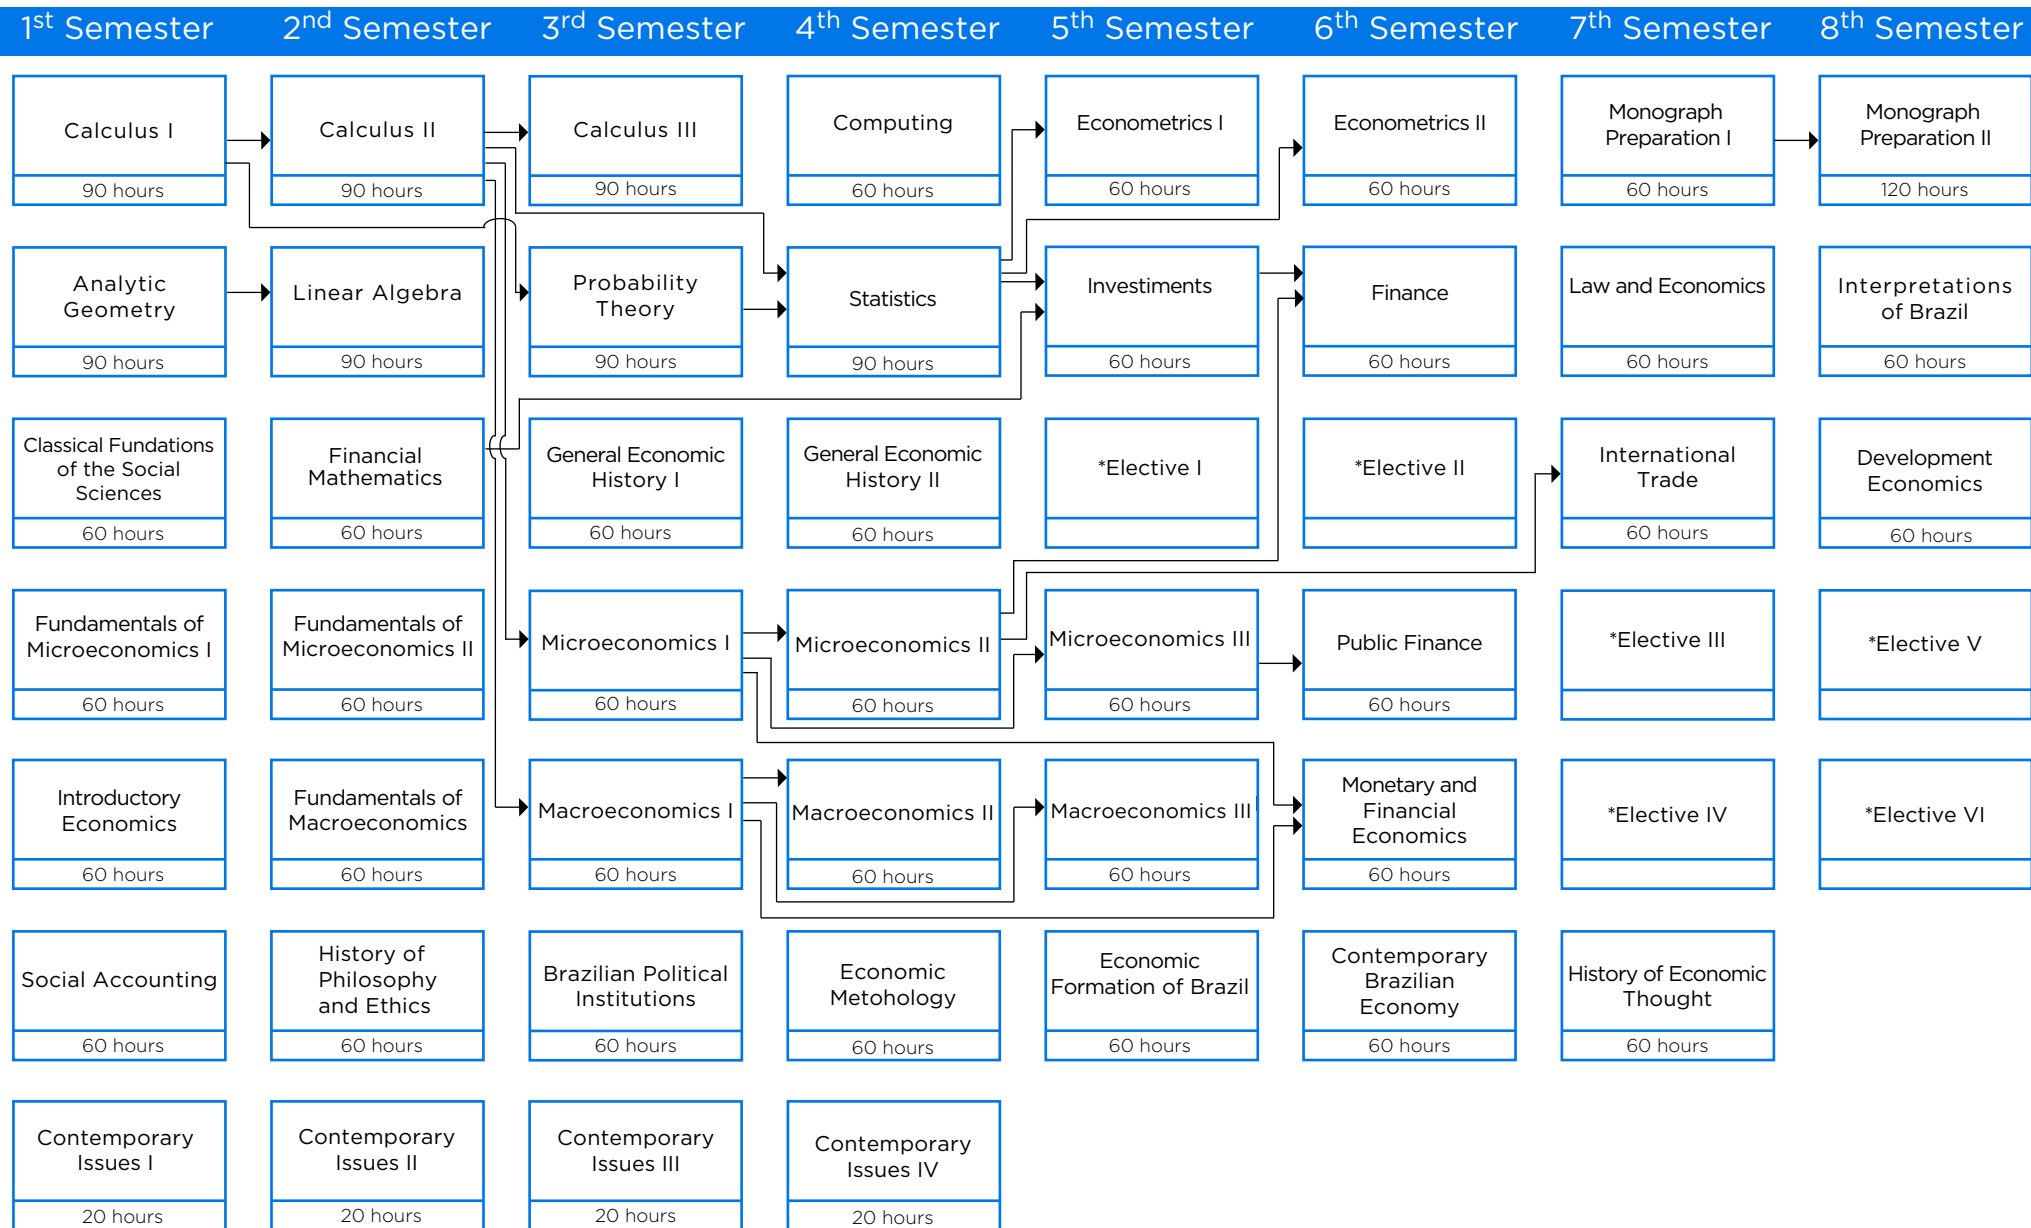 1st Semester
2nd Semester
3rd Semester
4th Semester
5th Semester
6th Semester
7th Semester
8th Semester
Calculus I
90 hours
Calculus II
90 hours
Calculus III
90 hours
Computing
60 hours
Econometrics I
60 hours
Econometrics II
60 hours
Monograph
Preparation I
60 hours
Monograph
Preparation II
120 hours
Analytic
Geometry
90 hours
Linear Algebra
90 hours
Probability
Theory
90 hours
Statistics
90 hours
Investiments
60 hours
Finance
60 hours
Law and Economics
60 hours
Interpretations
of Brazil
60 hours
Classical Fundations
of the Social
Sciences
60 hours
Financial
Mathematics
60 hours
General Economic
History I
60 hours
General Economic
History II
60 hours
*Elective I
*Elective II
International
Trade
60 hours
Development
Economics
60 hours
Fundamentals of
Microeconomics I
60 hours
Fundamentals of
Microeconomics II
60 hours
Microeconomics I
60 hours
Microeconomics II
60 hours
Microeconomics III
60 hours
Public Finance
60 hours
*Elective III
*Elective V
Introductory
Economics
60 hours
Fundamentals of
Macroeconomics
60 hours
Macroeconomics I
60 hours
Macroeconomics II
60 hours
Macroeconomics III
60 hours
Monetary and
Financial
Economics
60 hours
*Elective IV
*Elective VI
Social Accounting
60 hours
History of
Philosophy
and Ethics
60 hours
Brazilian Political
Institutions
60 hours
Economic
Metohology
60 hours
Economic
Formation of Brazil
60 hours
Contemporary
Brazilian
Economy
60 hours
History of Economic
Thought
60 hours
Contemporary
Issues I
20 hours
Contemporary
Issues II
20 hours
Contemporary
Issues III
20 hours
Contemporary
Issues IV
20 hours